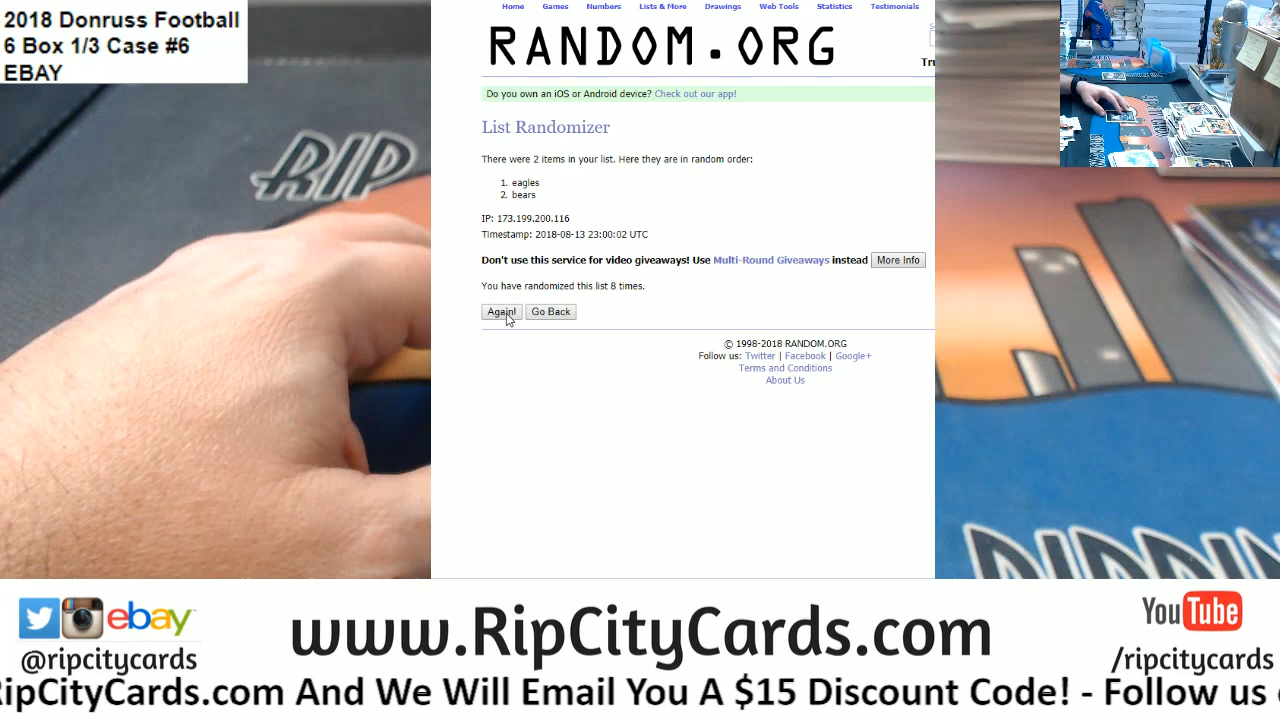 2018 Donruss Football
6 Box 1/3 Case #6
EBAY
Home Games Numbers Lists & More Drawings Web Tools Statistics Testimonials
RANDOM.ORG
Tru
Do you own an iOS or Android device? Check out our app!
List Randomizer
There were 2 items in your list. Here they are in random order:
1. eagles
2. bears
IP: 173.199.200.116
Timestamp: 2018-08-13 23:00:02 UTC
Don't use this service for video giveaways! Use Multi-Round Giveaways instead More Info
You have randomized this list 8 times.
Again! Go Back
© 1998-2018 RANDOM.ORG
Follow us: Twitter | Facebook | Google+
Terms and Conditions
About Us
RIP
ebay
www.RipCityCards.com
YouTube
@ripcitycards
/ripcitycards
RipCityCards.com And We Will Email You A $15 Discount Code! - Follow us